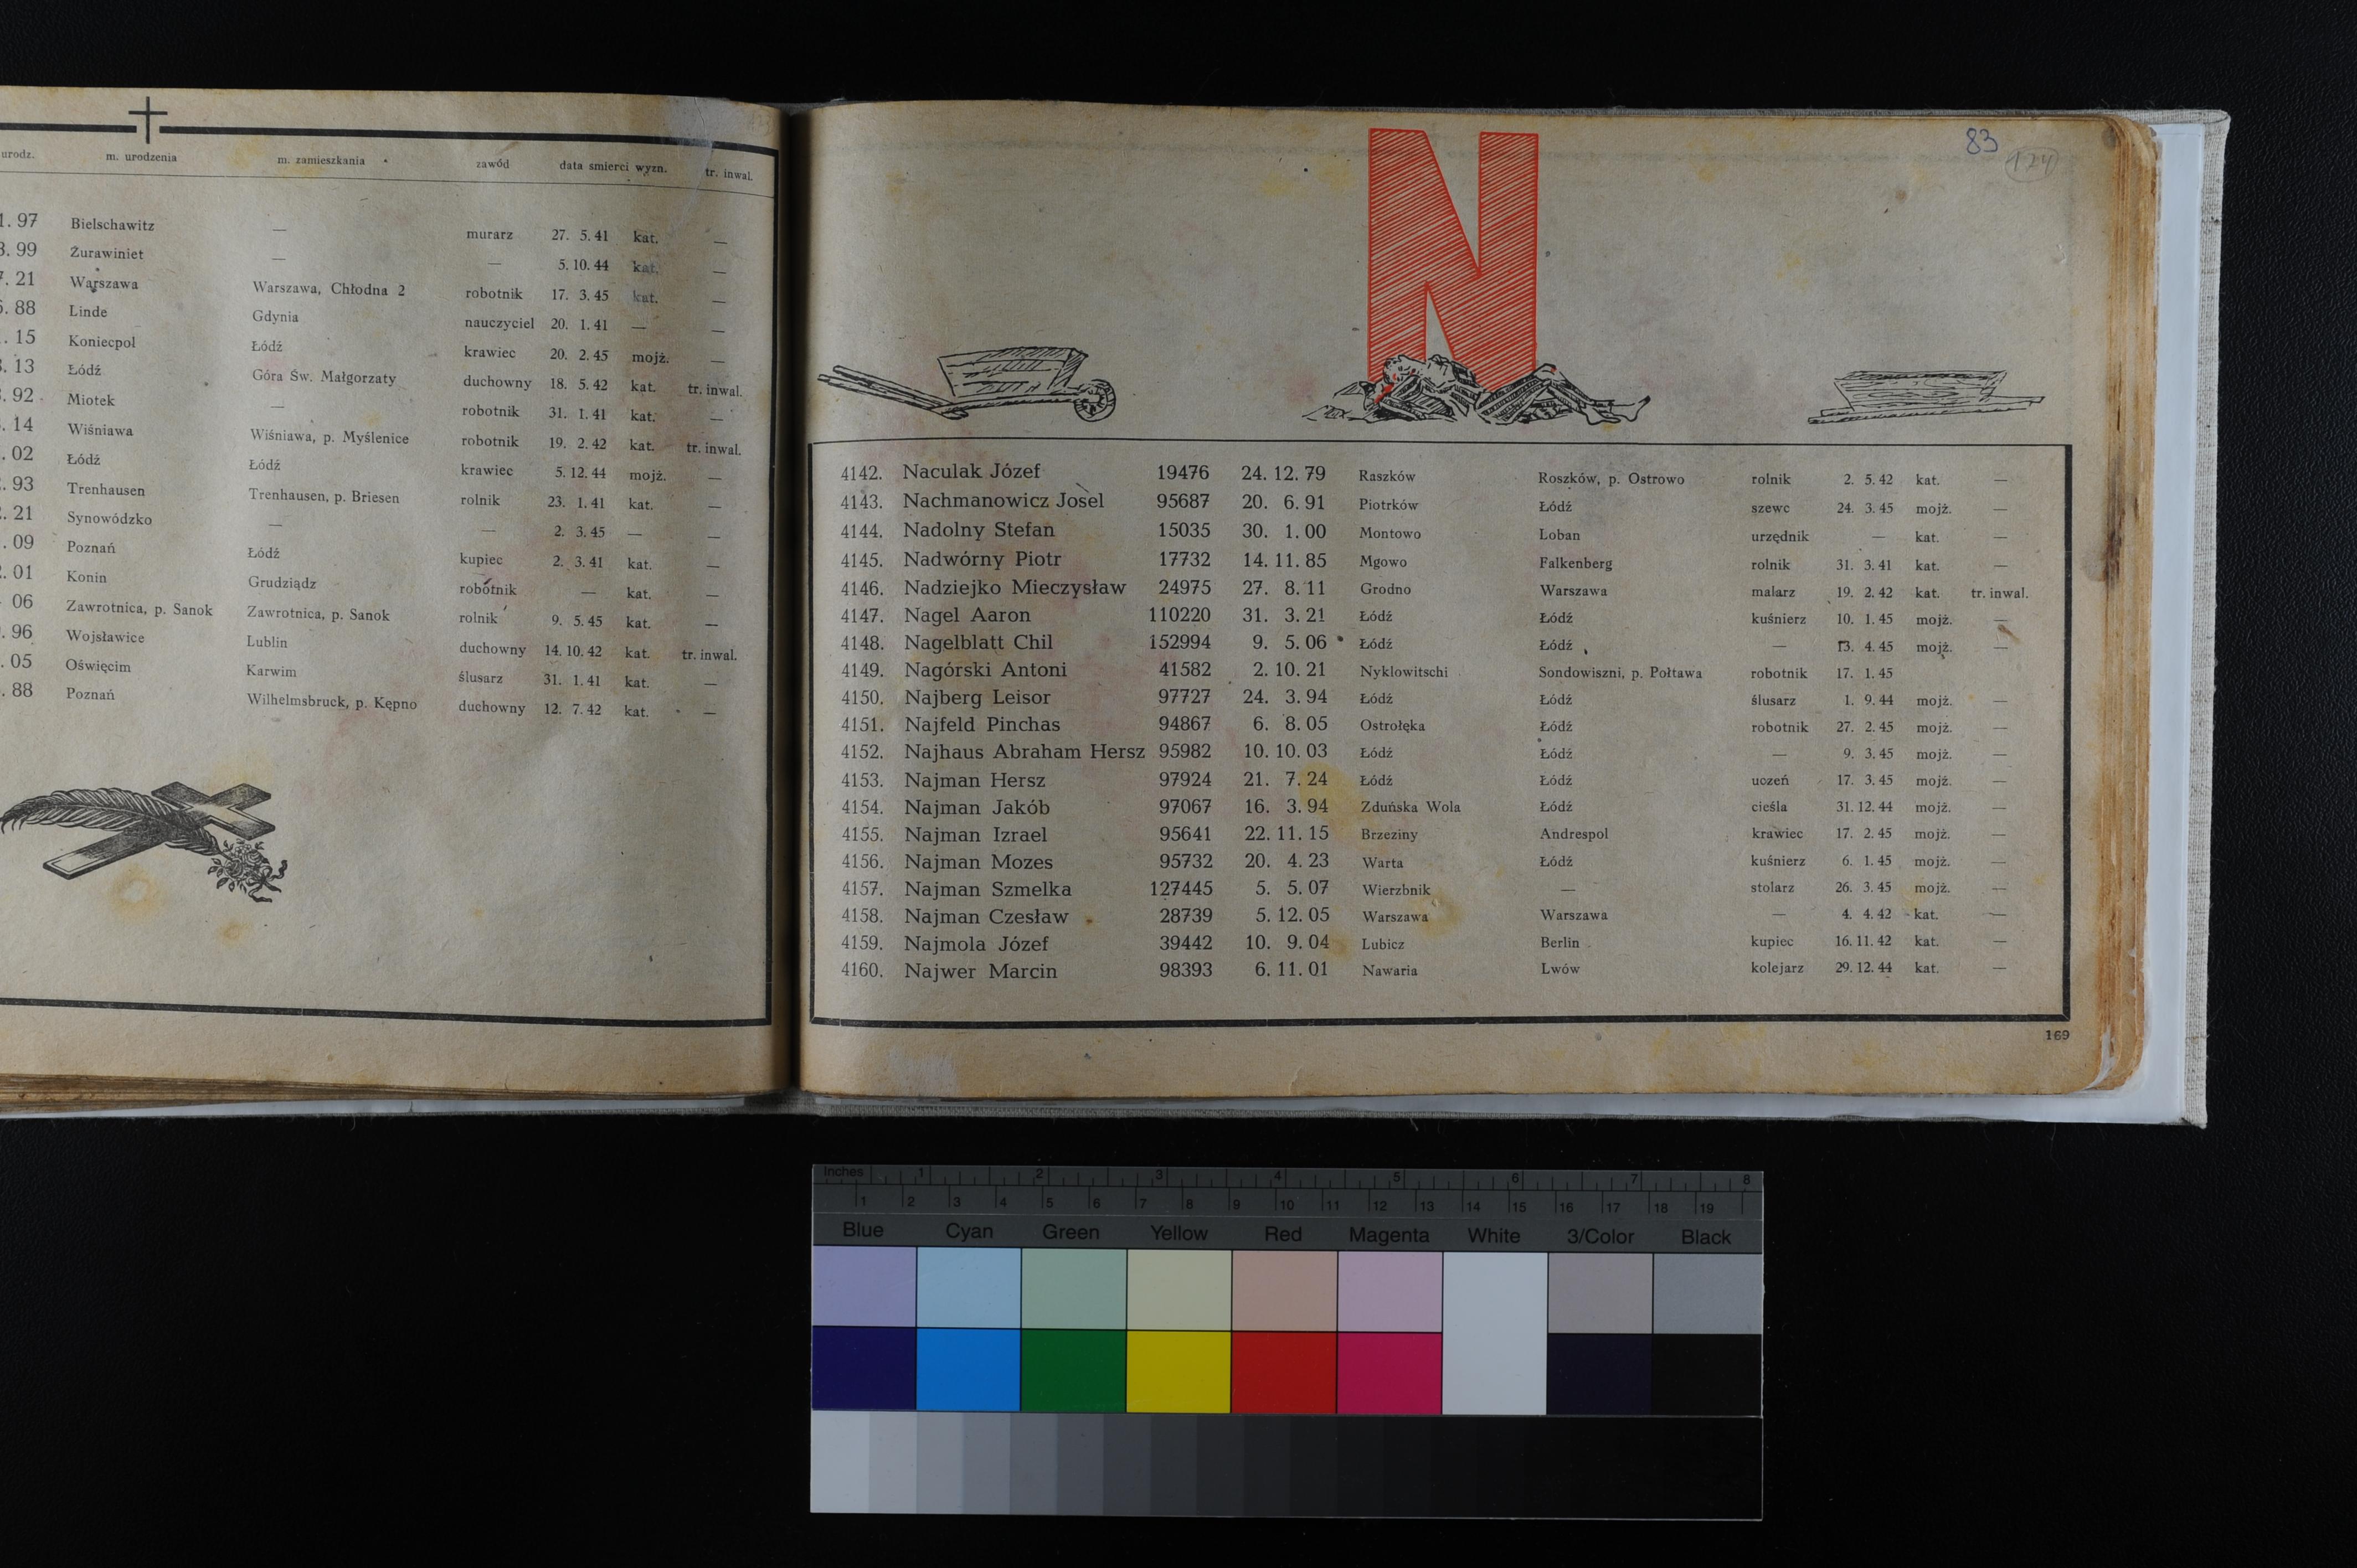 urodz. m. urodzenia m. zamieszkania zawód data smierci wyzn. tr. inwal.
1. 97 Bielschawitz — murarz 27. 5. 41 kat. —
3. 99 Żurawiniet — — 5. 10. 44 kat. —
7. 21 Warszawa Warszawa, Chłodna 2 robotnik 17. 3. 45 kat. —
6. 88 Linde Gdynia nauczyciel 20. 1. 41 — —
. 15 Koniecpol Łódź krawiec 20. 2. 45 mojż. —
. 13 Łódź Góra Św. Małgorzaty duchowny 18. 5. 42 kat. tr. inwal.
. 92 Miotek — robotnik 31. 1. 41 kat. —
. 14 Wiśniawa Wiśniawa, p. Myślenice robotnik 19. 2. 42 kat. tr. inwal.
. 02 Łódź Łódź krawiec 5. 12. 44 mojż. —
. 93 Trenhausen Trenhausen, p. Briesen rolnik 23. 1. 41 kat. —
. 21 Synowódzko — — 2. 3. 45 — —
. 09 Poznań Łódź kupiec 2. 3. 41 kat. —
. 01 Konin Grudziądz robotnik — kat. —
06 Zawrotnica, p. Sanok Zawrotnica, p. Sanok rolnik 9. 5. 45 kat. —
. 96 Wojsławice Lublin duchowny 14. 10. 42 kat. tr. inwal.
. 05 Oświęcim Karwim ślusarz 31. 1. 41 kat. —
. 88 Poznań Wilhelmsbruck, p. Kępno duchowny 12. 7. 42 kat. —
83
124
N
4142. Naculak Józef 19476 24. 12. 79 Raszków Roszków, p. Ostrowo rolnik 2. 5. 42 kat. —
4143. Nachmanowicz Josel 95687 20. 6. 91 Piotrków Łódź szewc 24. 3. 45 mojż. —
4144. Nadolny Stefan 15035 30. 1. 00 Montowo Loban urzędnik — kat. —
4145. Nadwórny Piotr 17732 14. 11. 85 Mgowo Falkenberg rolnik 31. 3. 41 kat. —
4146. Nadziejko Mieczysław 24975 27. 8. 11 Grodno Warszawa malarz 19. 2. 42 kat. tr. inwal.
4147. Nagel Aaron 110220 31. 3. 21 Łódź Łódź kuśnierz 10. 1. 45 mojż. —
4148. Nagelblatt Chil 152994 9. 5. 06 Łódź Łódź — 13. 4. 45 mojż. —
4149. Nagórski Antoni 41582 2. 10. 21 Nyklowitschi Sondowiszni, p. Połtawa robotnik 17. 1. 45
4150. Najberg Leisor 97727 24. 3. 94 Łódź Łódź ślusarz 1. 9. 44 mojż. —
4151. Najfeld Pinchas 94867 6. 8. 05 Ostrołęka Łódź robotnik 27. 2. 45 mojż. —
4152. Najhaus Abraham Hersz 95982 10. 10. 03 Łódź Łódź — 9. 3. 45 mojż. —
4153. Najman Hersz 97924 21. 7. 24 Łódź Łódź uczeń 17. 3. 45 mojż. —
4154. Najman Jakób 97067 16. 3. 94 Zduńska Wola Łódź cieśla 31. 12. 44 mojż. —
4155. Najman Izrael 95641 22. 11. 15 Brzeziny Andrespol krawiec 17. 2. 45 mojż. —
4156. Najman Mozes 95732 20. 4. 23 Warta Łódź kuśnierz 6. 1. 45 mojż. —
4157. Najman Szmelka 127445 5. 5. 07 Wierzbnik — stolarz 26. 3. 45 mojż. —
4158. Najman Czesław 28739 5. 12. 05 Warszawa Warszawa — 4. 4. 42 kat. —
4159. Najmola Józef 39442 10. 9. 04 Lubicz Berlin kupiec 16. 11. 42 kat. —
4160. Najwer Marcin 98393 6. 11. 01 Nawaria Lwów kolejarz 29. 12. 44 kat. —
169
Inches 1 2 3 4 5 6 7 8
1 2 3 4 5 6 7 8 9 10 11 12 13 14 15 16 17 18 19
Blue Cyan Green Yellow Red Magenta White 3/Color Black